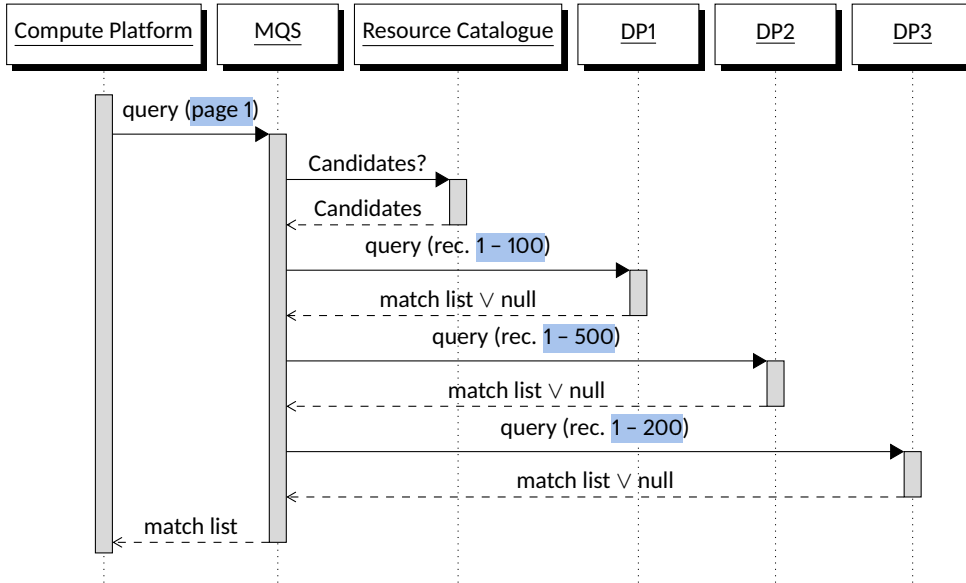 Compute Platform
MQS
Resource Catalogue
DP1
DP2
DP3
query (page 1)
Candidates?
Candidates
query (rec. 1 – 100)
match list ∨ null
query (rec. 1 – 500)
match list ∨ null
query (rec. 1 – 200)
match list ∨ null
match list